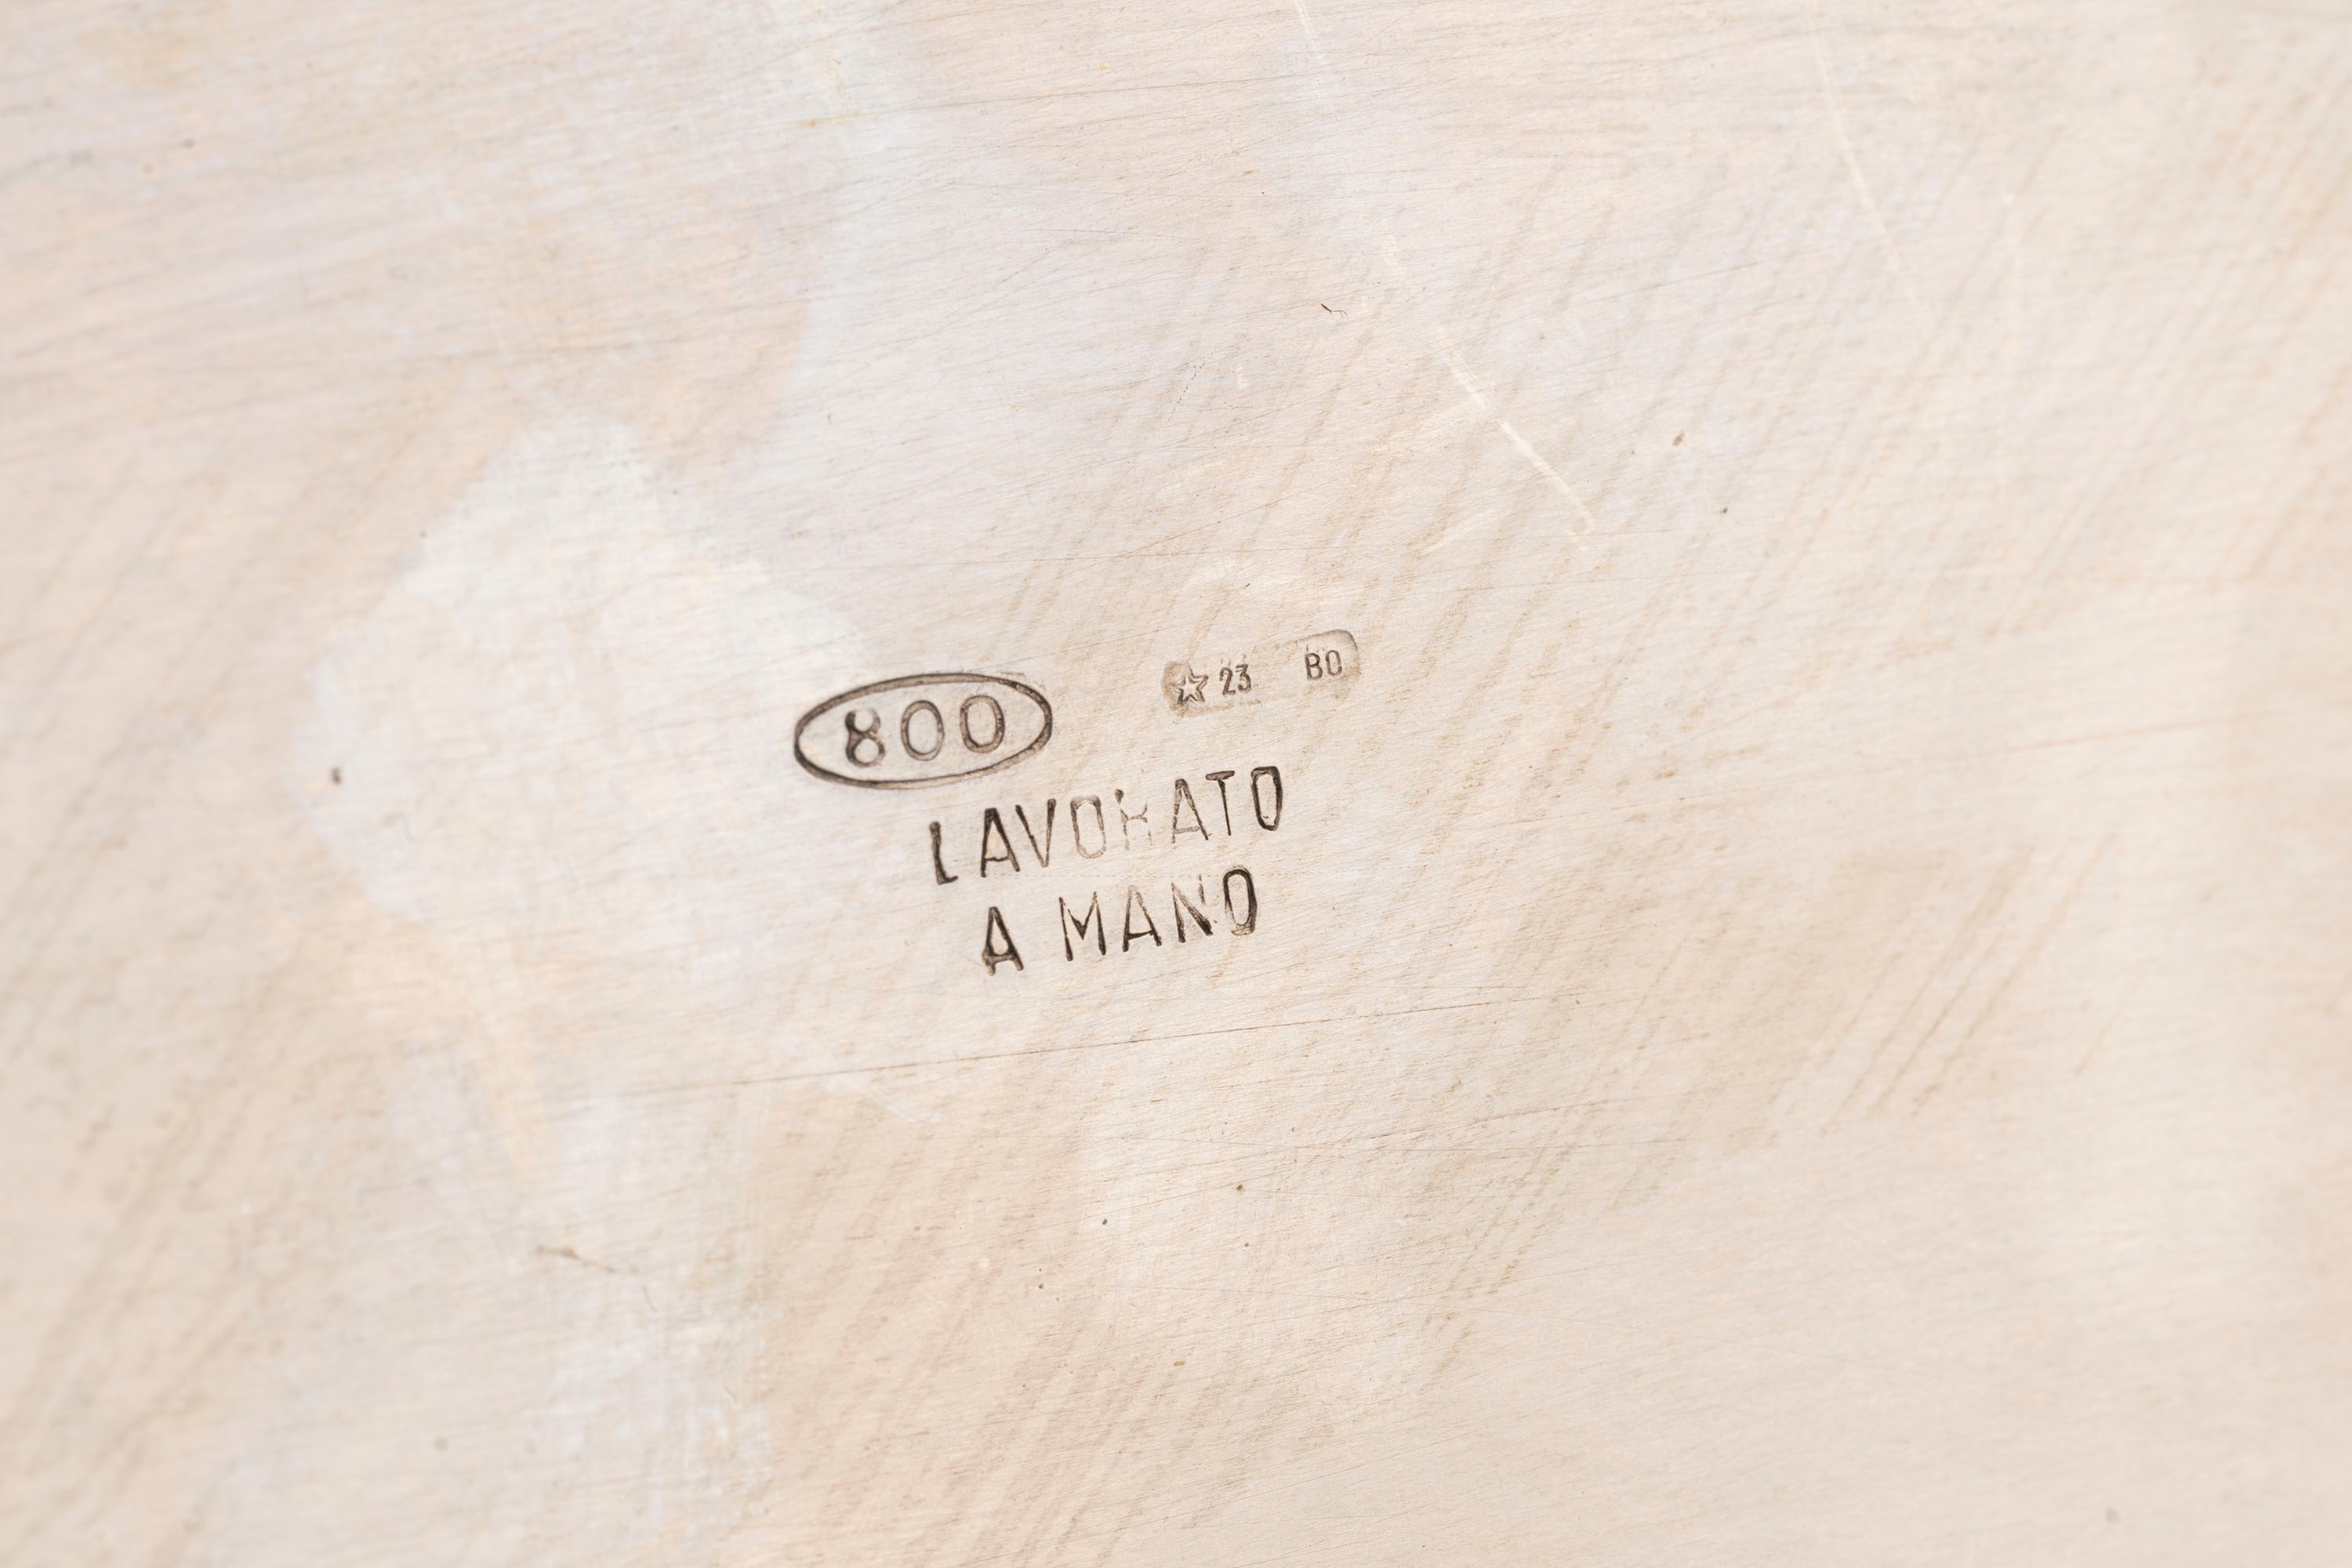 800 ☆ 23 BO
LAVORATO
A MANO